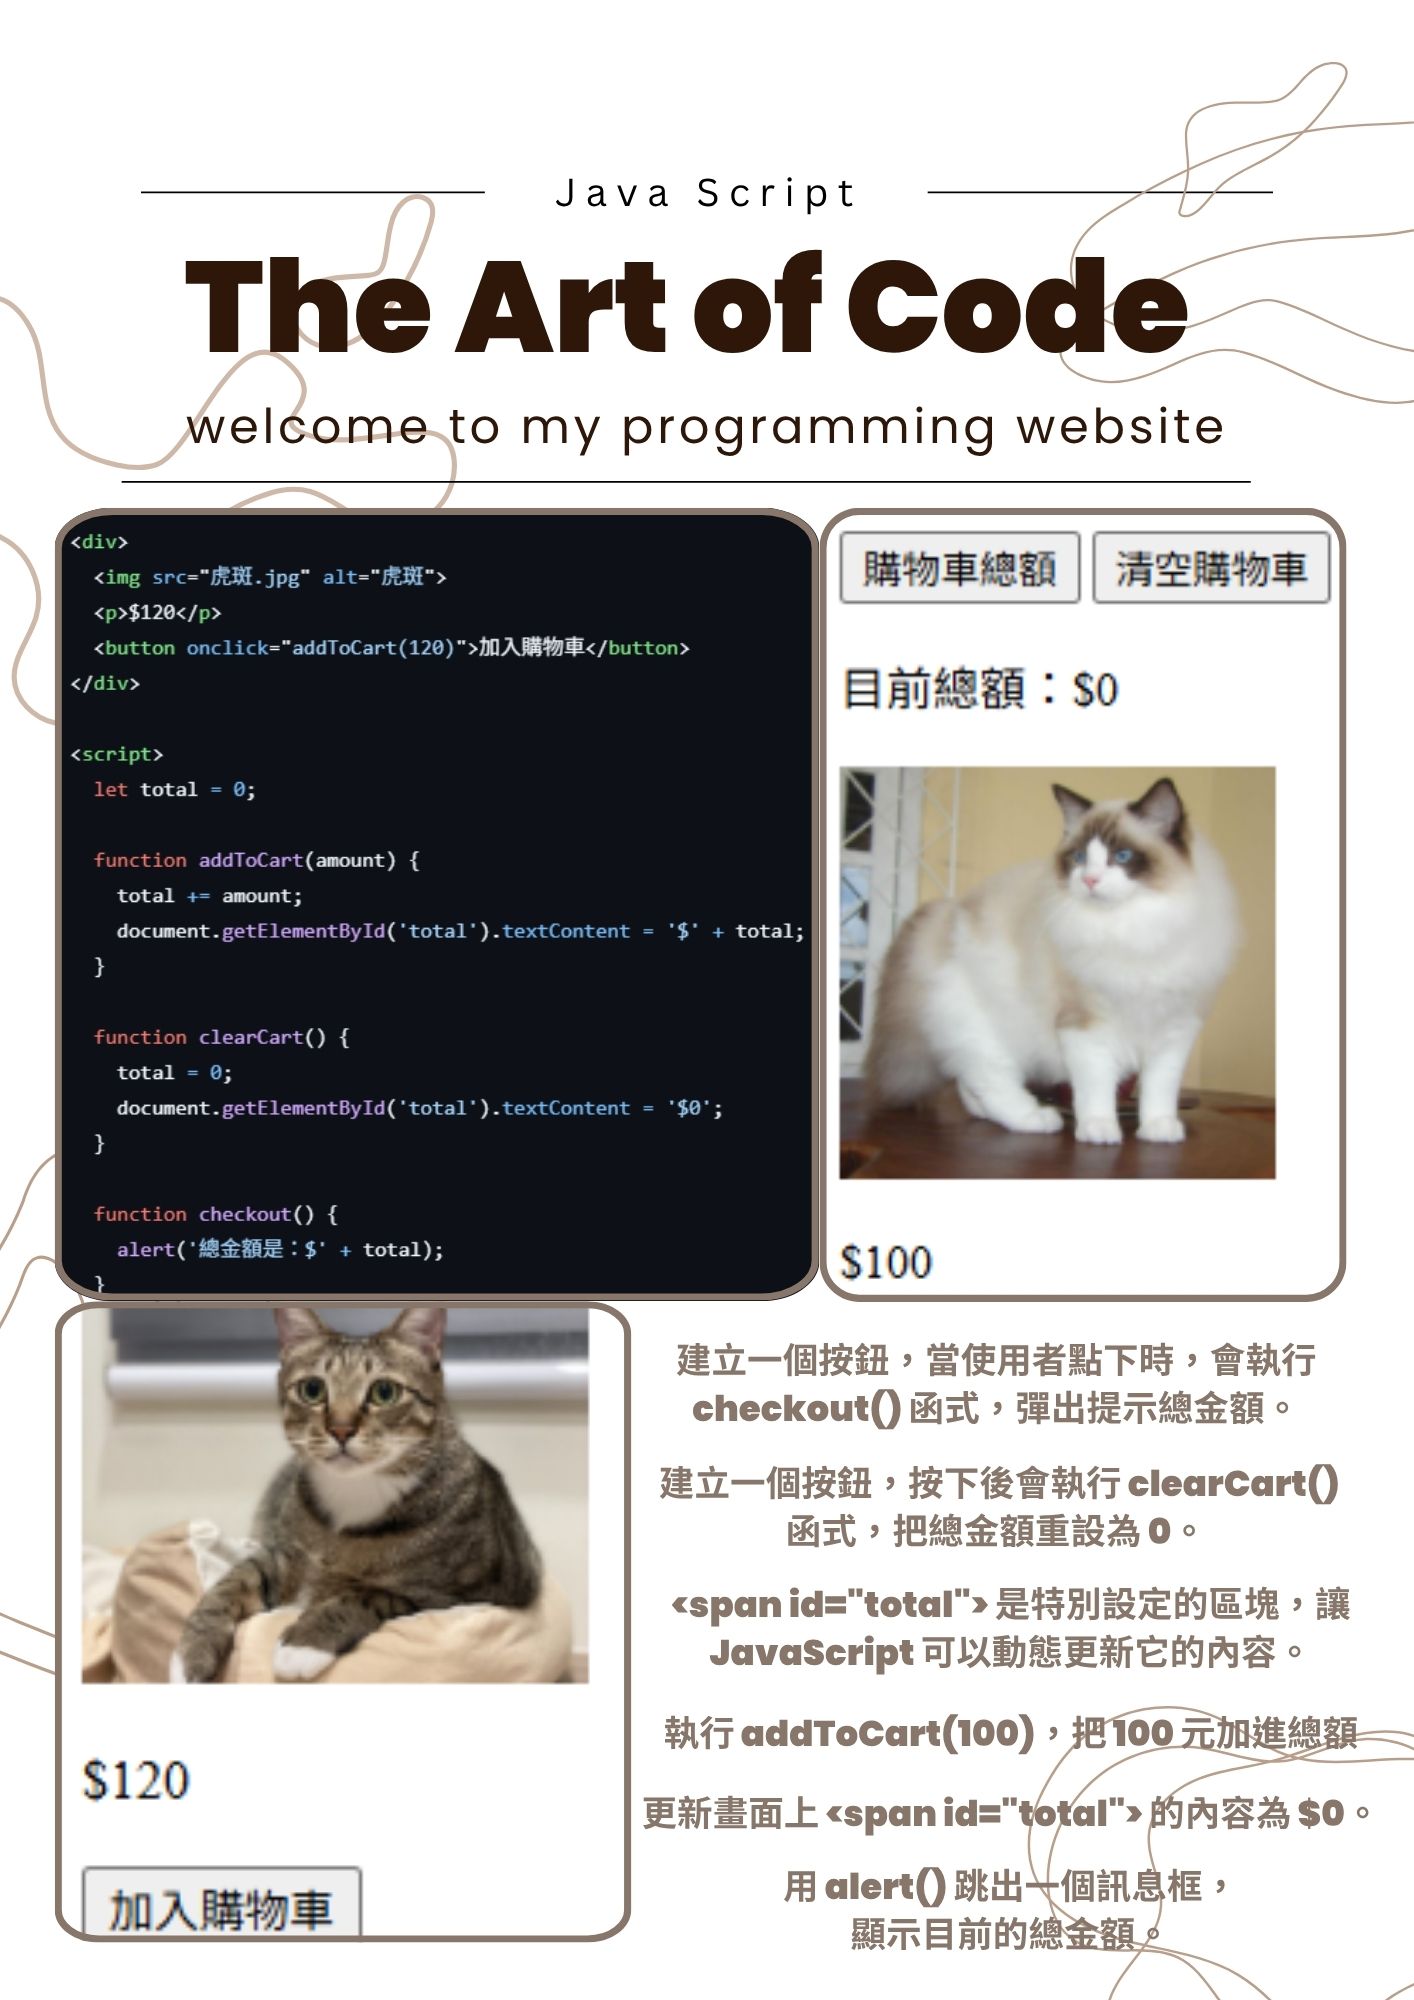 Java Script
The Art of Code
welcome to my programming website
<div>
<img src="虎斑.jpg" alt="虎斑">
<p>$120</p>
<button onclick="addToCart(120)">加入購物車</button>
</div>
<script>
let total = 0;
function addToCart(amount) {
total += amount;
document.getElementById('total').textContent = '$' + total;
}
function clearCart() {
total = 0;
document.getElementById('total').textContent = '$0';
}
function checkout() {
alert('總金額是：$' + total);
}
購物車總額 清空購物車
目前總額：$0
$100
$120
加入購物車
建立一個按鈕，當使用者點下時，會執行
checkout() 函式，彈出提示總金額。
建立一個按鈕，按下後會執行 clearCart()
函式，把總金額重設為 0。
<span id="total"> 是特別設定的區塊，讓
JavaScript 可以動態更新它的內容。
執行 addToCart(100)，把 100 元加進總額
更新畫面上 <span id="total"> 的內容為 $0。
用 alert() 跳出一個訊息框，
顯示目前的總金額。